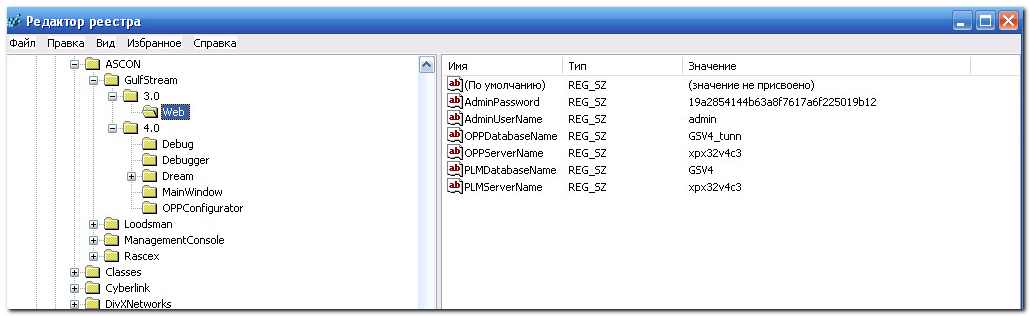 Редактор реестра
Файл Правка Вид Избранное Справка
ASCON
GulfStream
3.0
Web
4.0
Debug
Debugger
Dream
MainWindow
OPPConfigurator
Loodsman
ManagementConsole
Rascex
Classes
Cyberlink
DivXNetworks
Имя Тип Значение
(По умолчанию) REG_SZ (значение не присвоено)
AdminPassword REG_SZ 19a2854144b63a8f7617a6f225019b12
AdminUserName REG_SZ admin
OPPDatabaseName REG_SZ GSV4_tunn
OPPServerName REG_SZ xpx32v4c3
PLMDatabaseName REG_SZ GSV4
PLMServerName REG_SZ xpx32v4c3